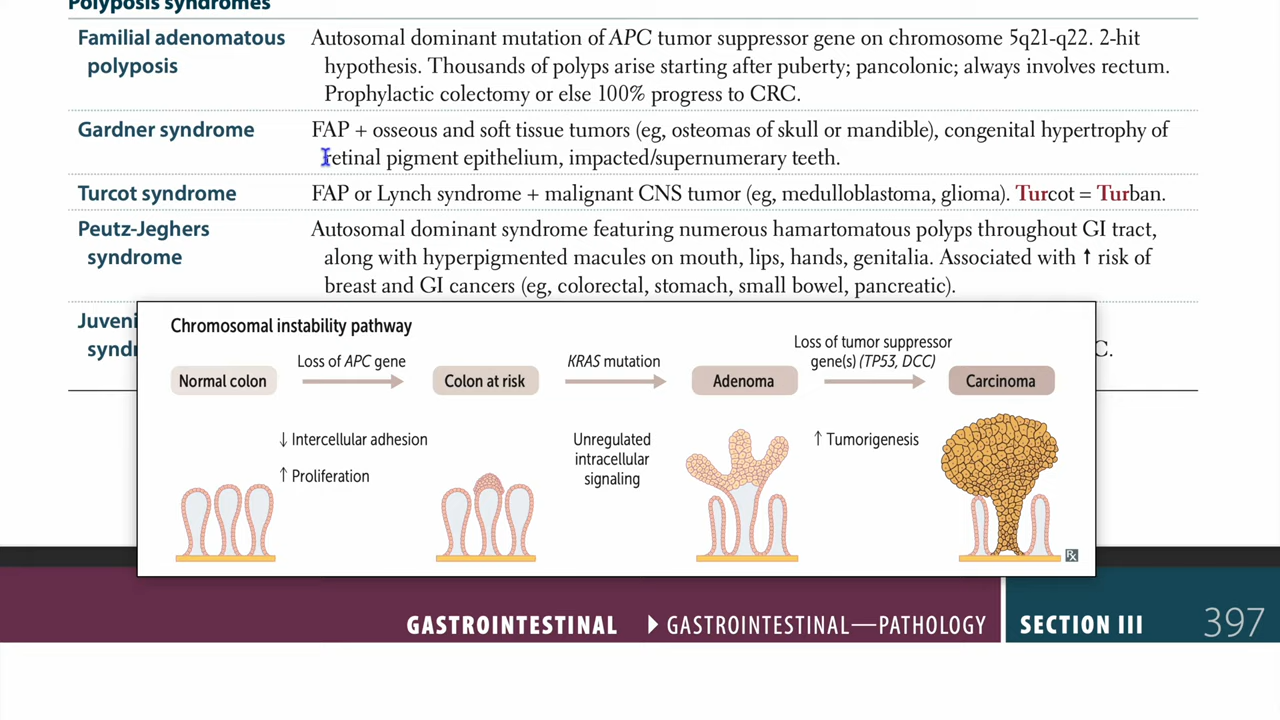 Polyposis syndromes
Familial adenomatous polyposis
Autosomal dominant mutation of APC tumor suppressor gene on chromosome 5q21-q22. 2-hit
hypothesis. Thousands of polyps arise starting after puberty; pancolonic; always involves rectum.
Prophylactic colectomy or else 100% progress to CRC.
Gardner syndrome
FAP + osseous and soft tissue tumors (eg, osteomas of skull or mandible), congenital hypertrophy of
retinal pigment epithelium, impacted/supernumerary teeth.
Turcot syndrome
FAP or Lynch syndrome + malignant CNS tumor (eg, medulloblastoma, glioma). Turcot = Turban.
Peutz-Jeghers
syndrome
Autosomal dominant syndrome featuring numerous hamartomatous polyps throughout GI tract,
along with hyperpigmented macules on mouth, lips, hands, genitalia. Associated with ↑ risk of
breast and GI cancers (eg, colorectal, stomach, small bowel, pancreatic).
Chromosomal instability pathway
Normal colon
Loss of APC gene
Colon at risk
KRAS mutation
Adenoma
Loss of tumor suppressor
gene(s) (TP53, DCC)
Carcinoma
↓ Intercellular adhesion
↑ Proliferation
Unregulated
intracellular
signaling
↑ Tumorigenesis
Rx
GASTROINTESTINAL ▶ GASTROINTESTINAL—PATHOLOGY SECTION III 397